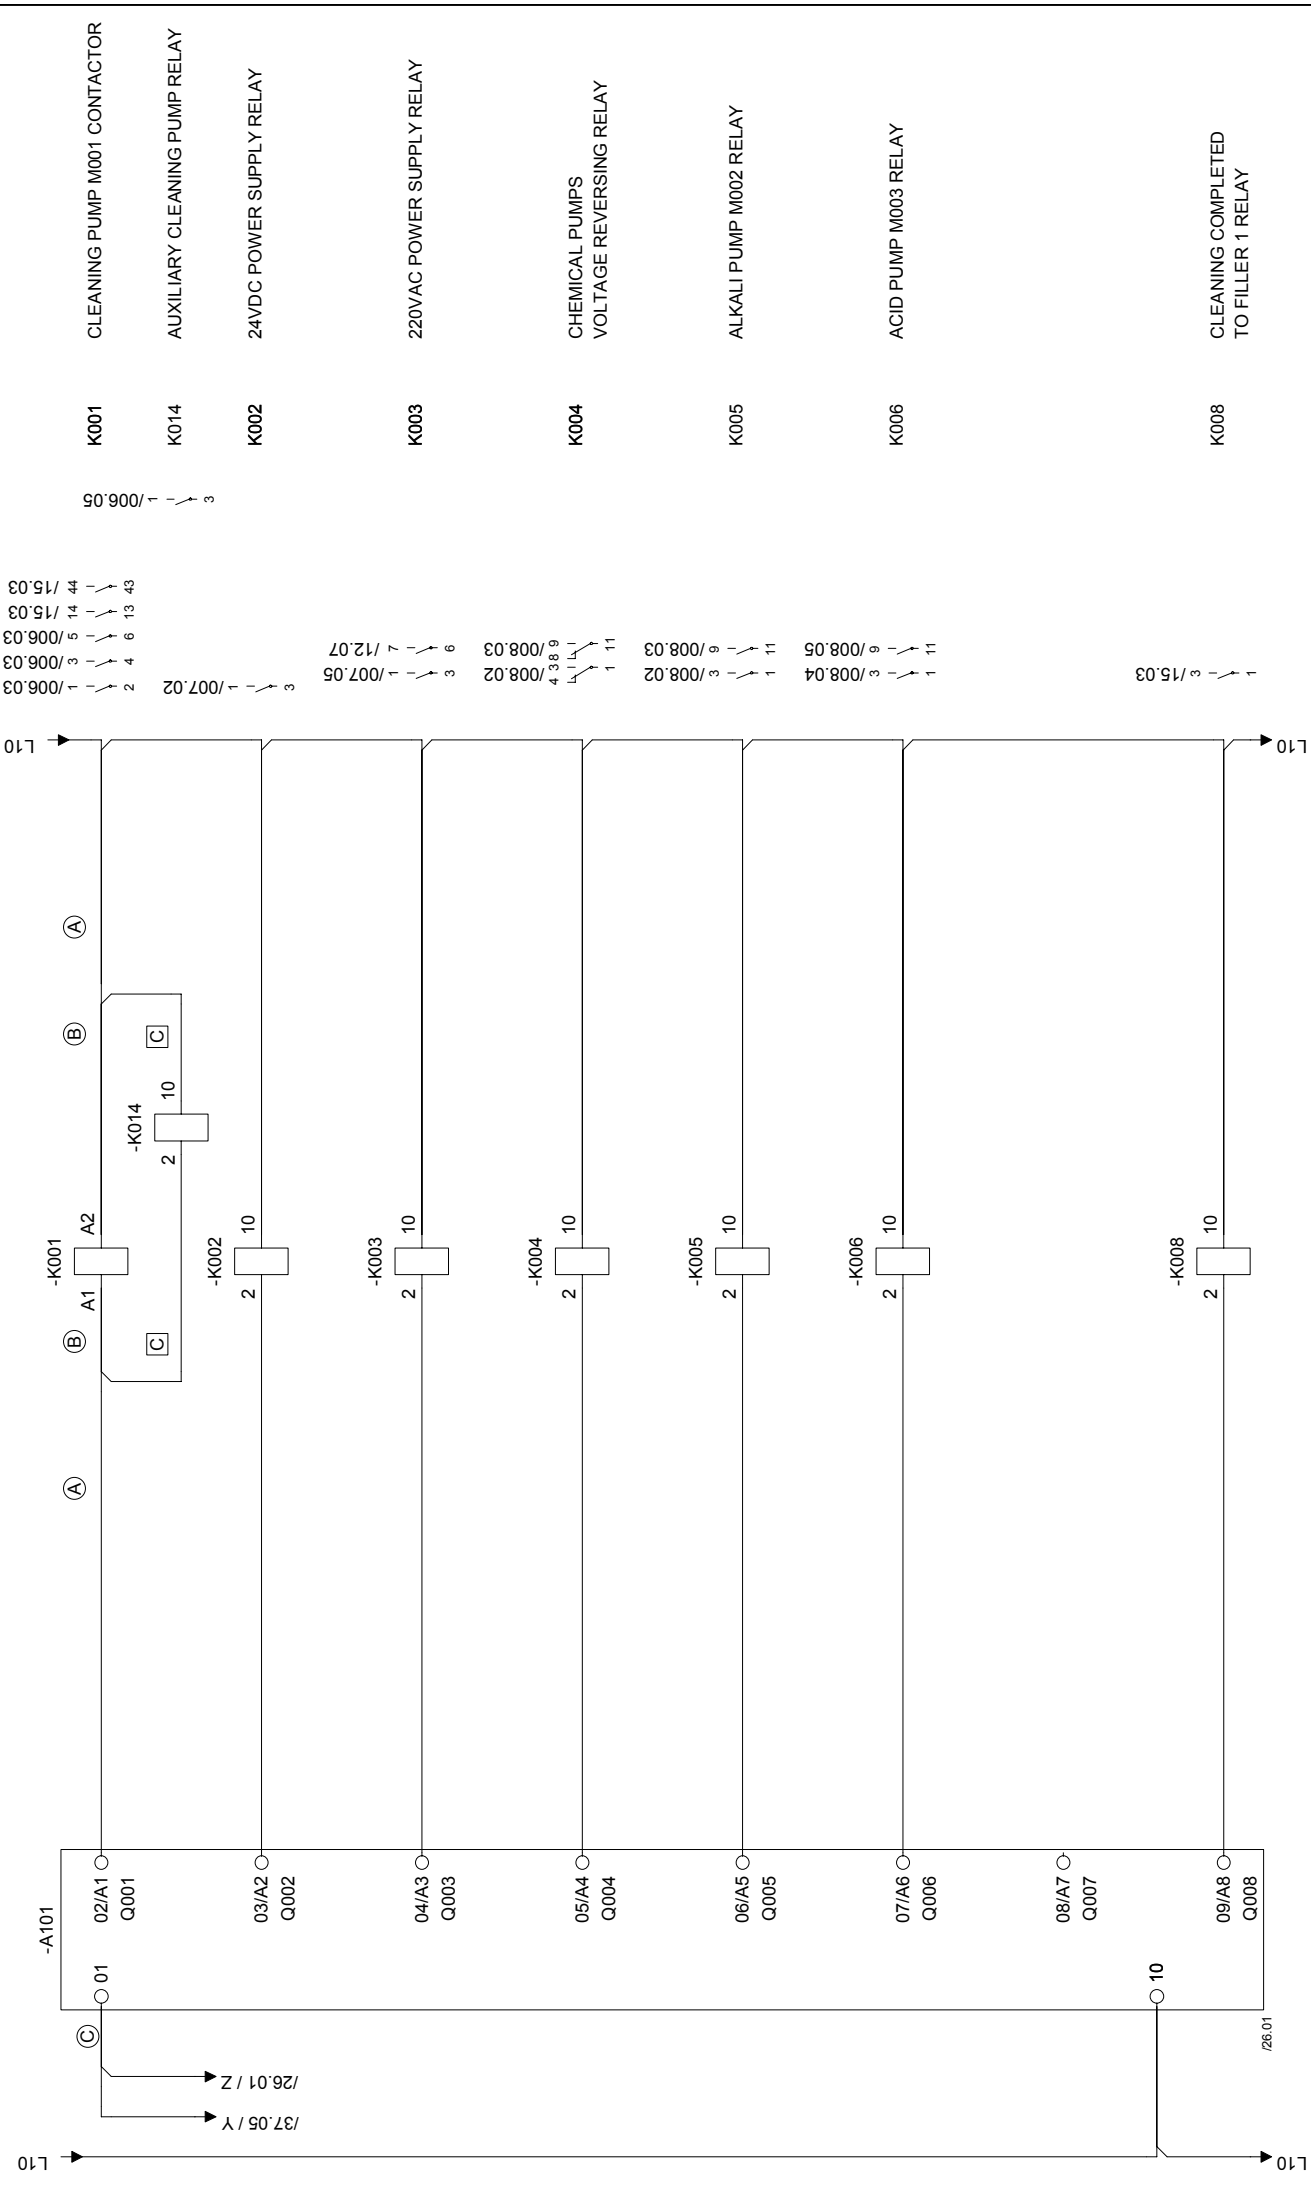 CLEANING PUMP M001 CONTACTOR
AUXILIARY CLEANING PUMP RELAY
24VDC POWER SUPPLY RELAY
220VAC POWER SUPPLY RELAY
CHEMICAL PUMPS
VOLTAGE REVERSING RELAY
ALKALI PUMP M002 RELAY
ACID PUMP M003 RELAY
CLEANING COMPLETED
TO FILLER 1 RELAY
K001
K014
K002
K003
K004
K005
K006
K008
/006.05 1 3
/15.03 44 43
/15.03 14 13
/006.03 5 6
/006.03 3 4
/006.03 1 2
/007.02 1 3
/12.07 7 6
/007.05 1 3
/008.03 8 9 11
/008.02 4 3 1
/008.03 9 11
/008.02 3 1
/008.05 9 11
/008.04 3 1
/15.03 3 1
L10
L10
A
B
C
-K014
10
2
-K001
A2
A1
-K002
10
2
-K003
10
2
-K004
10
2
-K005
10
2
-K006
10
2
-K008
10
2
B
C
A
-A101
02/A1
Q001
03/A2
Q002
04/A3
Q003
05/A4
Q004
06/A5
Q005
07/A6
Q006
08/A7
Q007
09/A8
Q008
01
10
C
/26.01
/26.01 / Z
/37.05 / Y
L10
L10